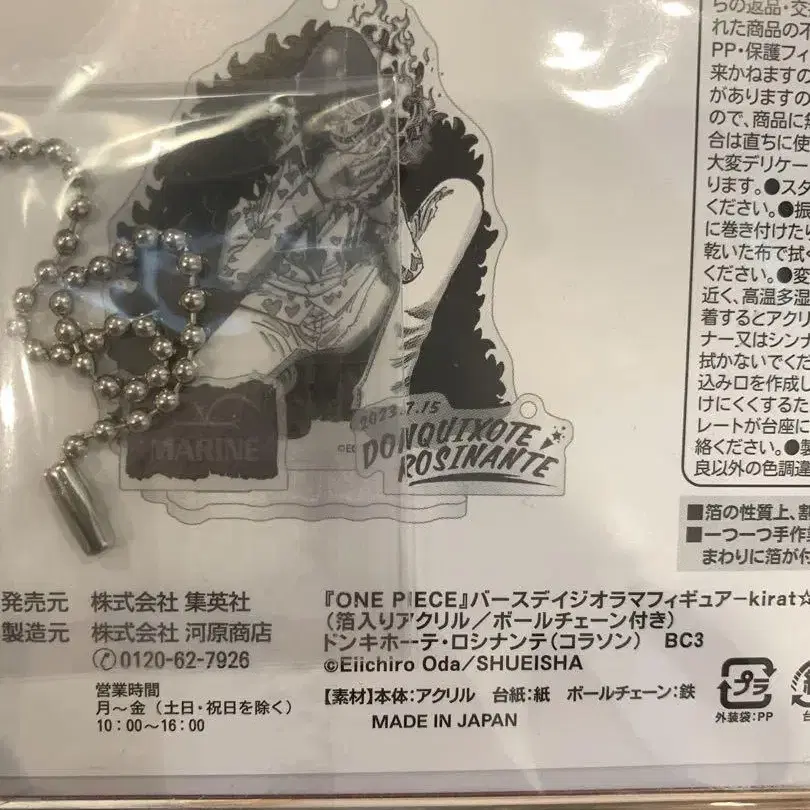 らの返品・交
れた商品の不
PP・保護フィ
来かねますの
がありますの
ので、商品に無
合は直ちに使
大変デリケー
ります。●スタ
ください。●振
に巻き付けたり
乾いた布で拭く
ください。●変
近く、高温多湿
着するとアクリ
ナー又はシンナ
拭かないでくだ
込み口を作成し
けにくくするた
レートが台座に
絡ください。●製
良以外の色調違
MARINE
2023.7.15
DONQUIXOTE
ROSINANTE
■箔の性質上、割
■一つ一つ手作業
まわりに箔が付
発売元 株式会社 集英社
製造元 株式会社 河原商店
0120-62-7926
営業時間
月～金（土日・祝日を除く）
10：00～16：00
『ONE PIECE』バースデイジオラマフィギュアーkirat☆
（箔入りアクリル／ボールチェーン付き）
ドンキホーテ・ロシナンテ（コラソン） BC3
©Eiichiro Oda/SHUEISHA
【素材】本体：アクリル 台紙：紙 ボールチェーン：鉄
MADE IN JAPAN
プラ
外装袋：PP